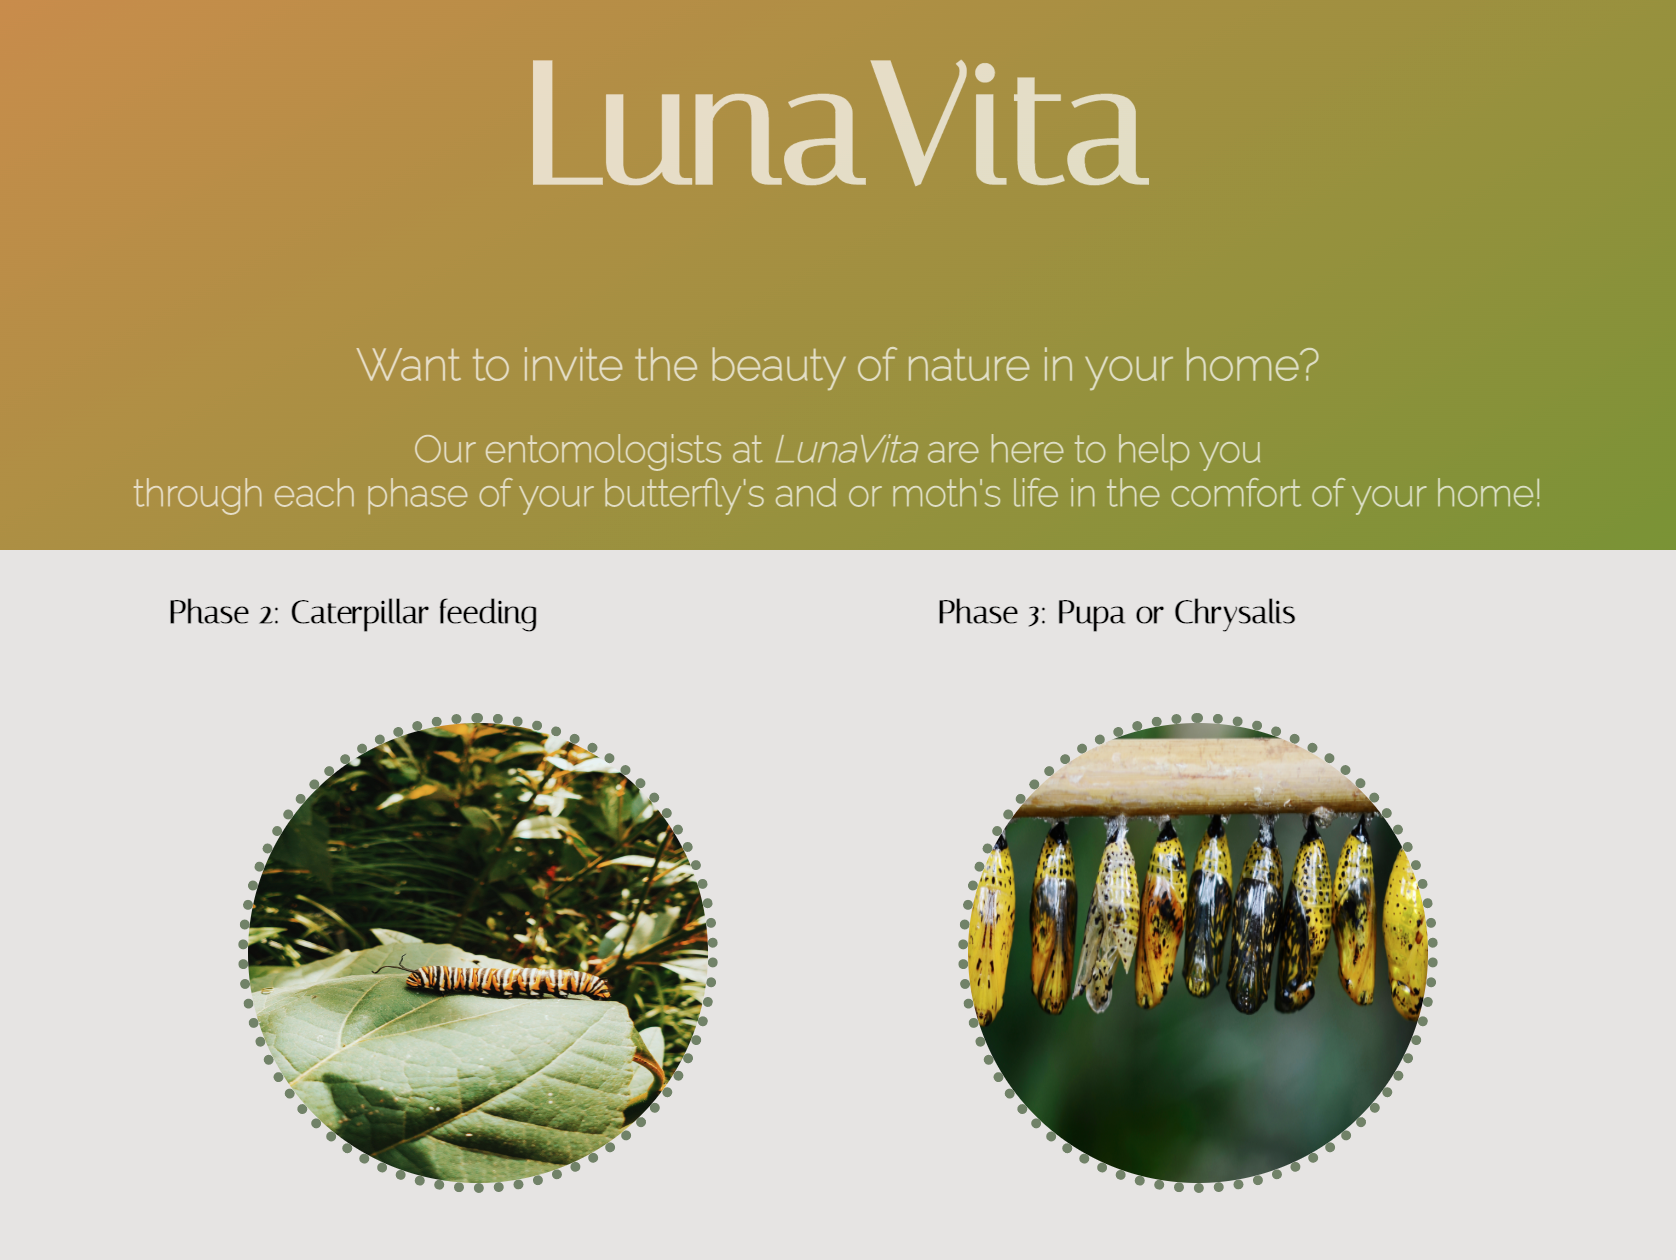 LunaVita
Want to invite the beauty of nature in your home?
Our entomologists at LunaVita are here to help you
through each phase of your butterfly's and or moth's life in the comfort of your home!
Phase 2: Caterpillar feeding
Phase 3: Pupa or Chrysalis